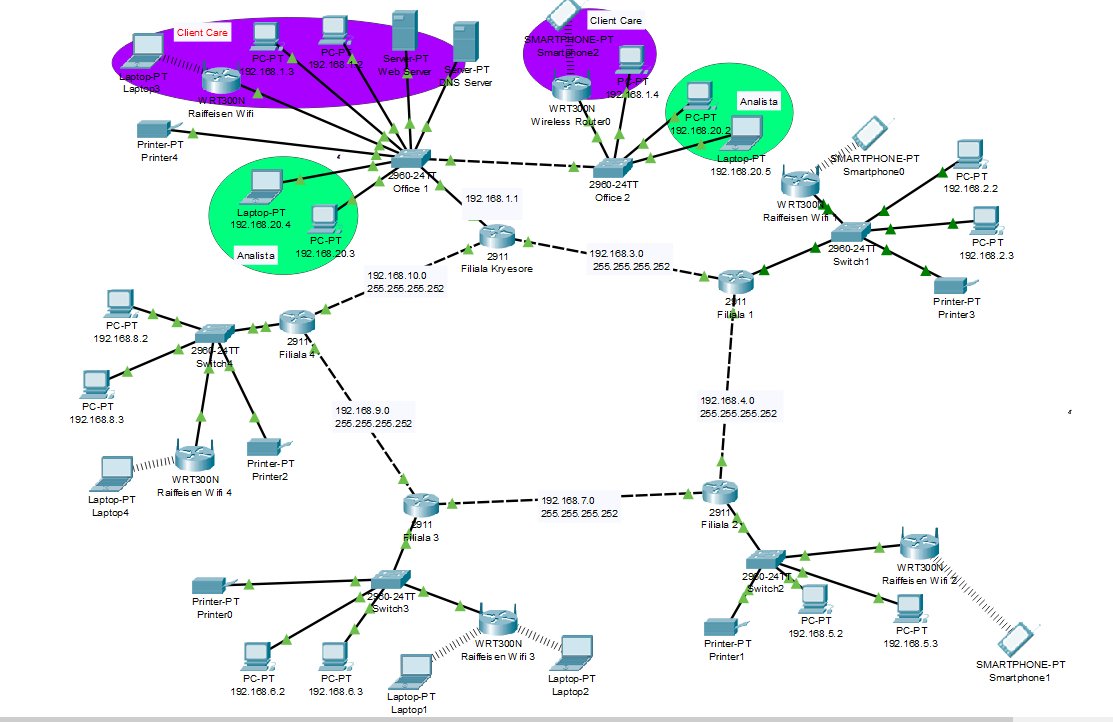 Client Care
Laptop-PT
Laptop3
WRT300N
Raiffeisen Wifi
PC-PT
192.168.1.3
PC-PT
192.168.1.2
Server-PT
Web Server
Server-PT
DNS Server
Printer-PT
Printer4
2960-24TT
Office 1
Laptop-PT
192.168.20.4
PC-PT
192.168.20.3
Analista
Client Care
SMARTPHONE-PT
Smartphone2
PC-PT
192.168.1.4
WRT300N
Wireless Router0
Analista
PC-PT
192.168.20.2
Laptop-PT
192.168.20.5
2960-24TT
Office 2
192.168.1.1
2911
Filiala Kryesore
192.168.3.0
255.255.255.252
192.168.10.0
255.255.255.252
SMARTPHONE-PT
Smartphone0
WRT300N
Raiffeisen Wifi 1
PC-PT
192.168.2.2
PC-PT
192.168.2.3
2960-24TT
Switch1
Printer-PT
Printer3
2911
Filiala 1
PC-PT
192.168.8.2
2960-24TT
Switch4
2911
Filiala 4
PC-PT
192.168.8.3
WRT300N
Raiffeisen Wifi 4
Printer-PT
Printer2
Laptop-PT
Laptop4
192.168.9.0
255.255.255.252
192.168.4.0
255.255.255.252
2911
Filiala 3
192.168.7.0
255.255.255.252
2911
Filiala 2
2960-24TT
Switch3
Printer-PT
Printer0
PC-PT
192.168.6.2
PC-PT
192.168.6.3
WRT300N
Raiffeisen Wifi 3
Laptop-PT
Laptop1
Laptop-PT
Laptop2
2960-24TT
Switch2
WRT300N
Raiffeisen Wifi 2
PC-PT
192.168.5.2
PC-PT
192.168.5.3
Printer-PT
Printer1
SMARTPHONE-PT
Smartphone1